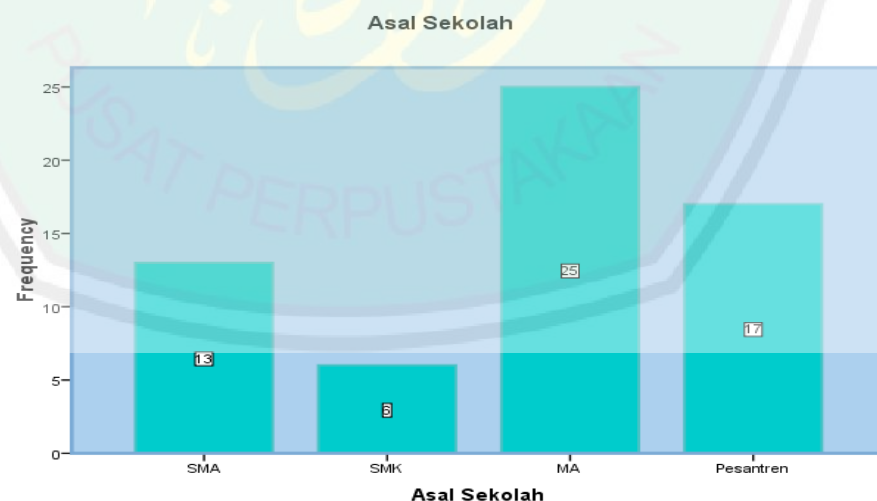 Asal Sekolah
PUSAT PERPUSTAKAAN
Frequency
25
20
15
10
5
0
13
6
25
17
SMA
SMK
MA
Pesantren
Asal Sekolah